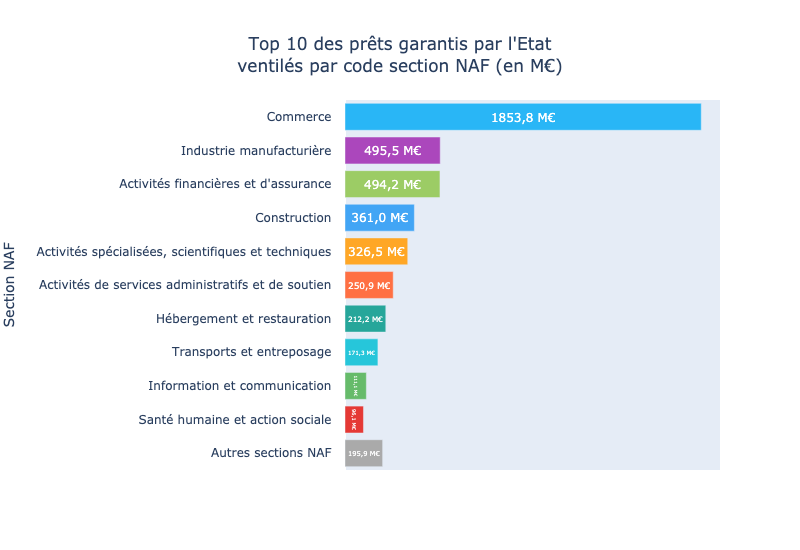 Top 10 des prêts garantis par l'Etat
ventilés par code section NAF (en M€)
Section NAF
Commerce 1853,8 M€
Industrie manufacturière 495,5 M€
Activités financières et d'assurance 494,2 M€
Construction 361,0 M€
Activités spécialisées, scientifiques et techniques 326,5 M€
Activités de services administratifs et de soutien 250,9 M€
Hébergement et restauration 212,2 M€
Transports et entreposage 171,3 M€
Information et communication
Santé humaine et action sociale
Autres sections NAF 195,9 M€